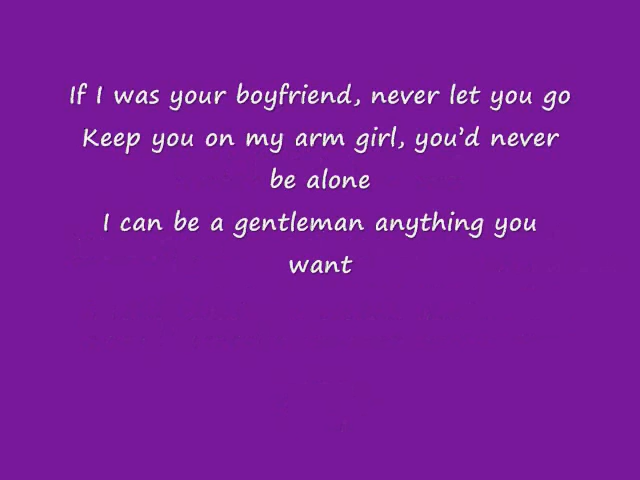 If I was your boyfriend, never let you go
Keep you on my arm girl, you’d never
be alone
I can be a gentleman anything you
want